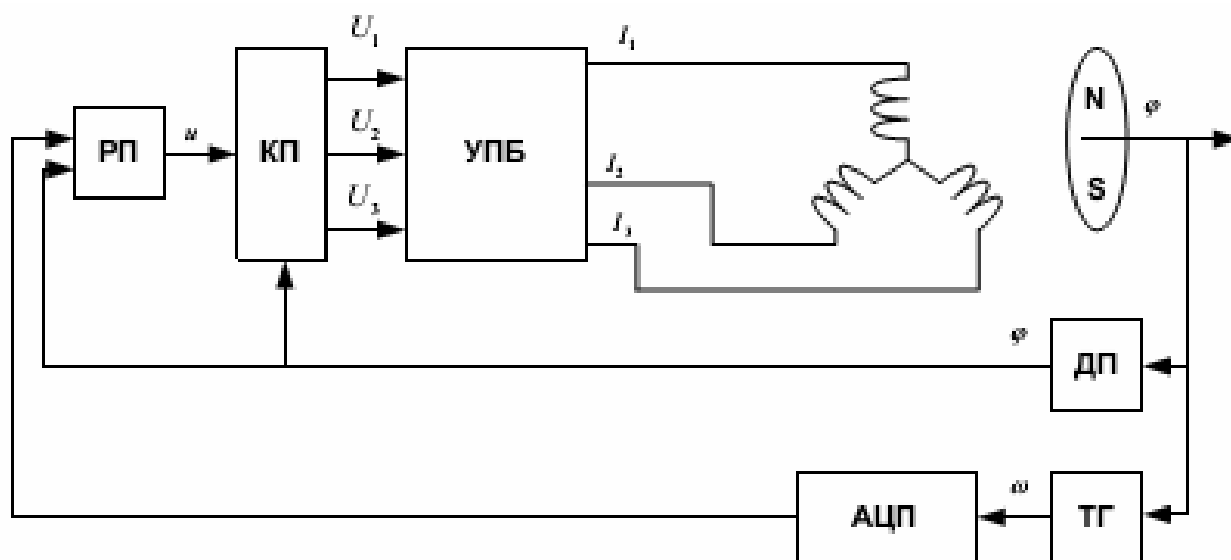 U₁
I₁
N
φ
РП
u
КП
U₂
УПБ
S
I₂
U₃
I₃
φ
ДП
АЦП
ω
ТГ